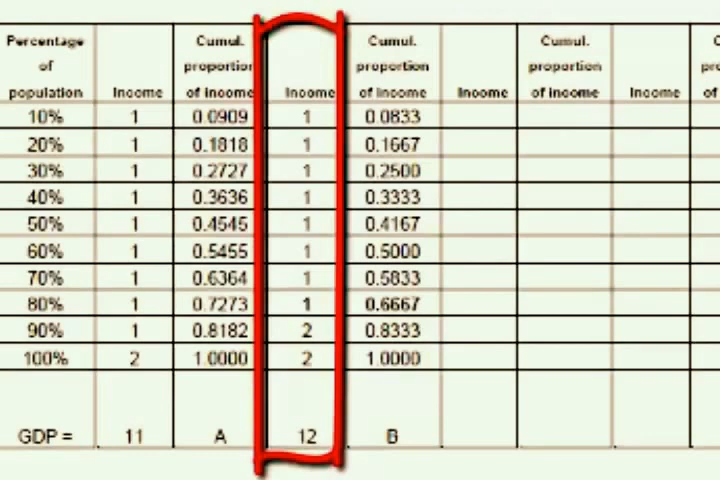 Percentage Cumul. Cumul. Cumul.
of proportion proportion proportion
population Income of income Income of income Income of income Income of
10% 1 0.0909 1 0.0833
20% 1 0.1818 1 0.1667
30% 1 0.2727 1 0.2500
40% 1 0.3636 1 0.3333
50% 1 0.4545 1 0.4167
60% 1 0.5455 1 0.5000
70% 1 0.6364 1 0.5833
80% 1 0.7273 1 0.6667
90% 1 0.8182 2 0.8333
100% 2 1.0000 2 1.0000
GDP = 11 A 12 B